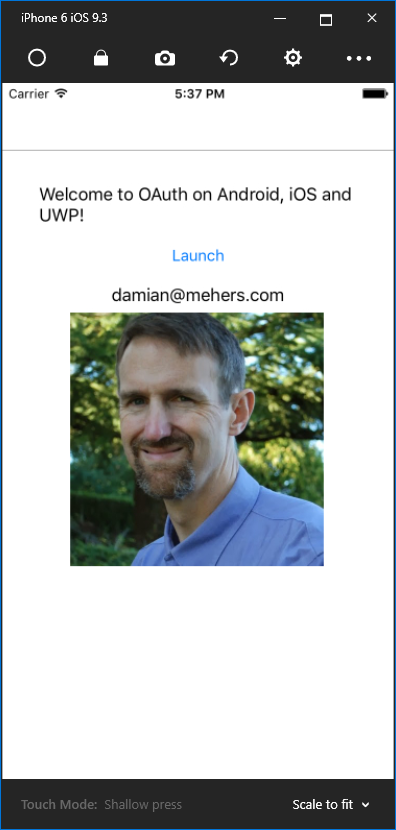 iPhone 6 iOS 9.3
Carrier 5:37 PM
Welcome to OAuth on Android, iOS and
UWP!
Launch
damian@mehers.com
Touch Mode: Shallow press Scale to fit